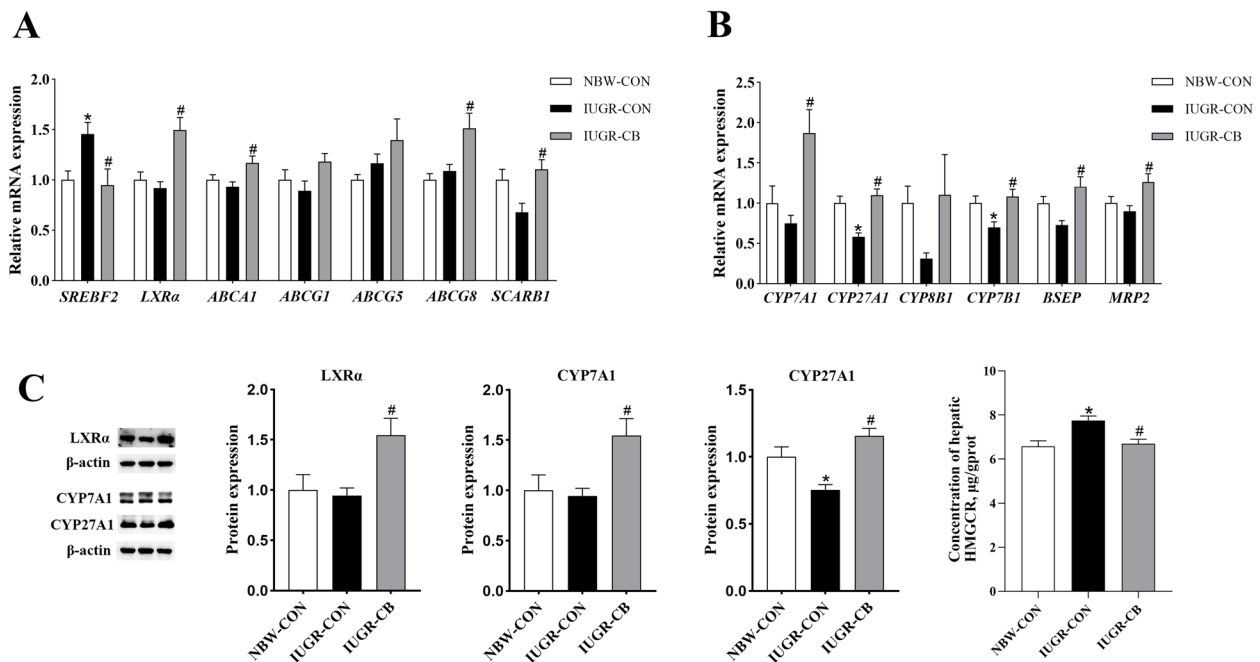 A
Relative mRNA expression
2.0
1.5
1.0
0.5
0.0
SREBF2 LXRα ABCA1 ABCG1 ABCG5 ABCG8 SCARB1
* # # # # #
NBW-CON
IUGR-CON
IUGR-CB
B
Relative mRNA expression
2.5
2.0
1.5
1.0
0.5
0.0
CYP7A1 CYP27A1 CYP8B1 CYP7B1 BSEP MRP2
# * # * # # #
NBW-CON
IUGR-CON
IUGR-CB
C
LXRα
β-actin
CYP7A1
CYP27A1
β-actin
LXRα
Protein expression
2.0
1.5
1.0
0.5
0.0
#
NBW-CON IUGR-CON IUGR-CB
CYP7A1
Protein expression
2.0
1.5
1.0
0.5
0.0
#
NBW-CON IUGR-CON IUGR-CB
CYP27A1
Protein expression
1.5
1.0
0.5
0.0
* #
NBW-CON IUGR-CON IUGR-CB
Concentration of hepatic
HMGCR, μg/gprot
10
8
6
4
2
0
* #
NBW-CON IUGR-CON IUGR-CB